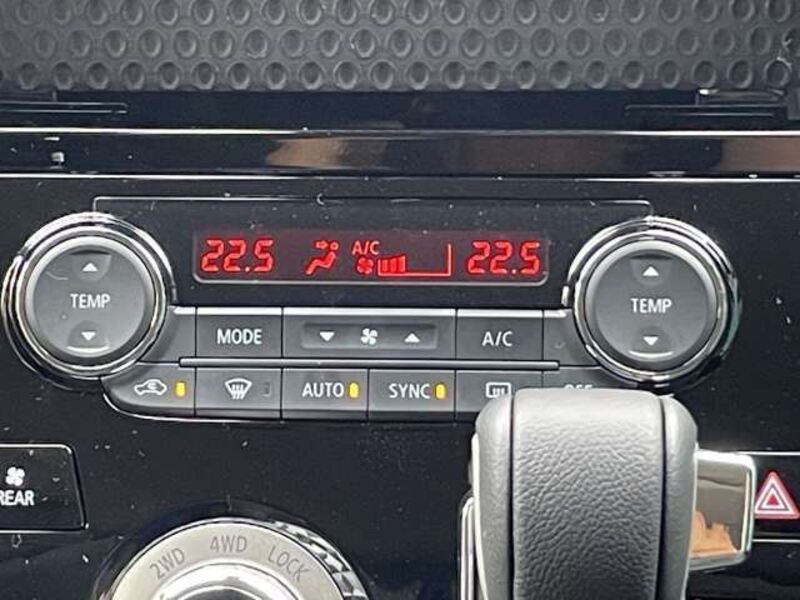 22.5 A/C 22.5
TEMP
TEMP
MODE A/C
AUTO SYNC
REAR
2WD 4WD LOCK